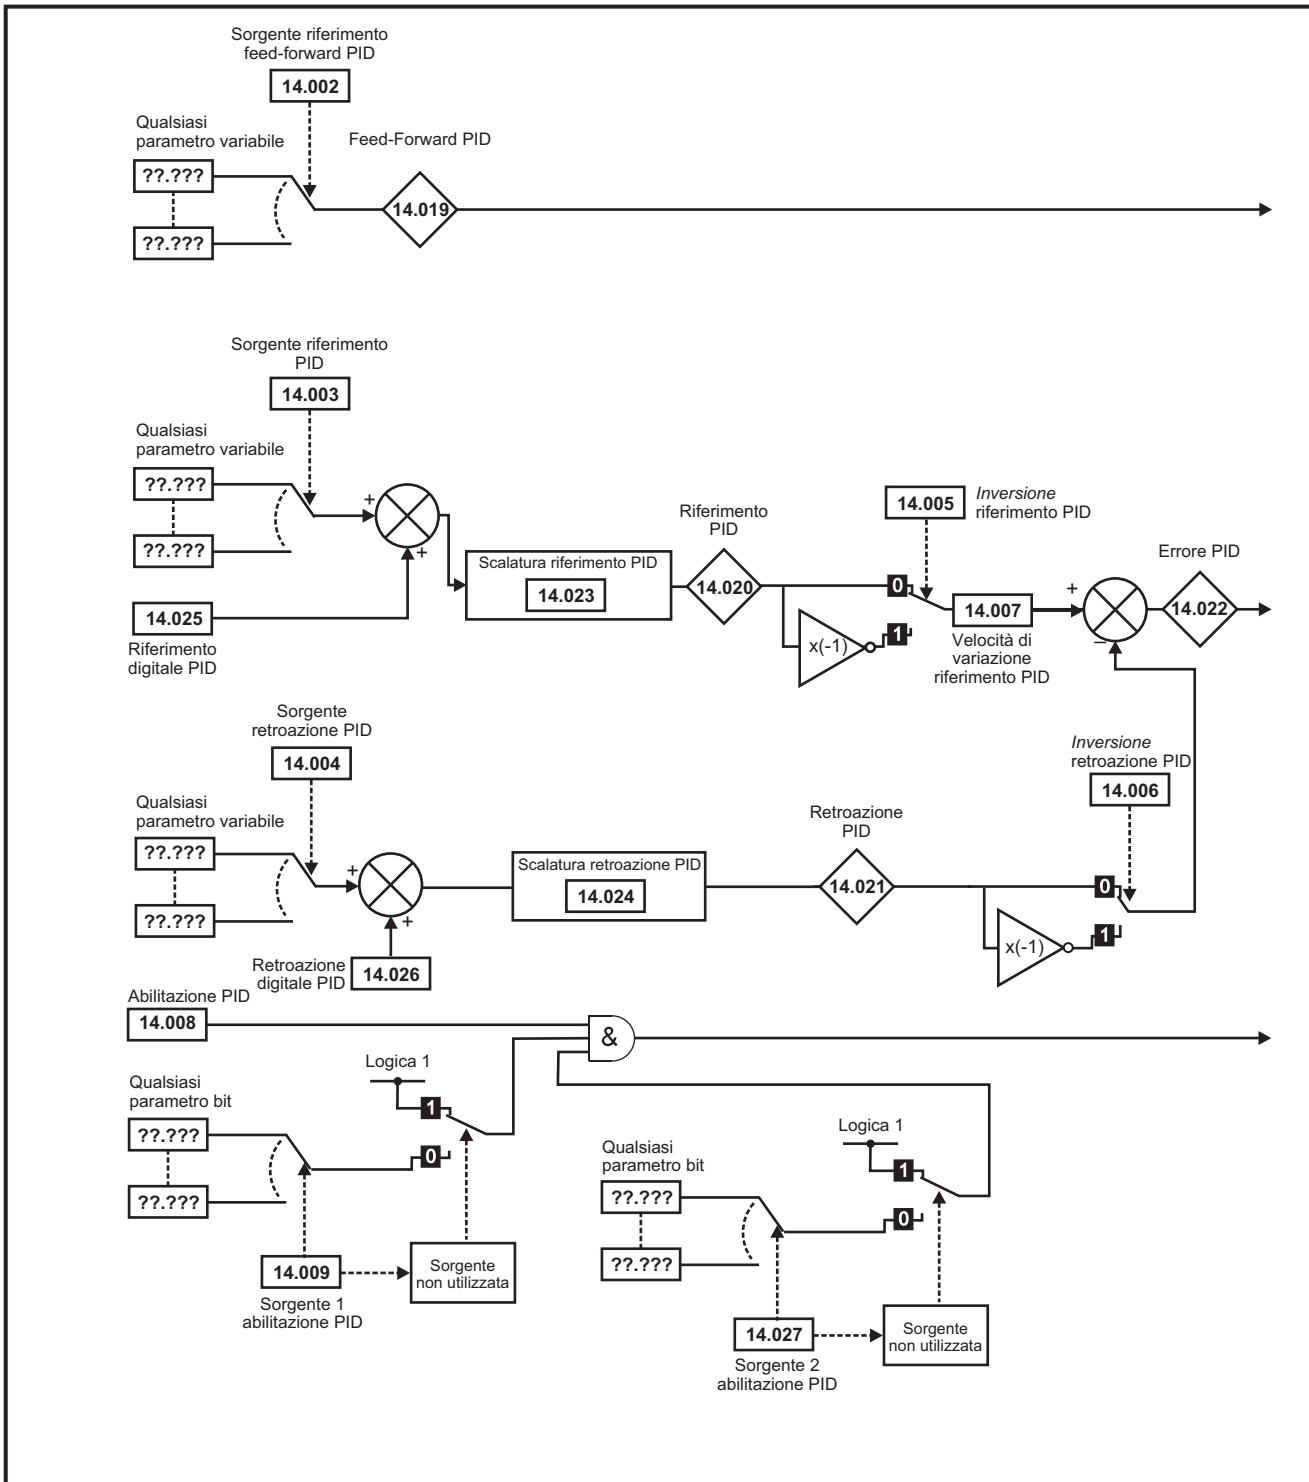 Sorgente riferimento
feed-forward PID
14.002
Qualsiasi
parametro variabile
??.???
??.???
Feed-Forward PID
14.019
Sorgente riferimento
PID
14.003
Qualsiasi
parametro variabile
??.???
??.???
+
+
14.025
Riferimento
digitale PID
Scalatura riferimento PID
14.023
Riferimento
PID
14.020
14.005
Inversione
riferimento PID
0
1
x(-1)
14.007
Velocità di
variazione
riferimento PID
+
–
Errore PID
14.022
Sorgente
retroazione PID
14.004
Qualsiasi
parametro variabile
??.???
??.???
+
+
Retroazione
digitale PID
14.026
Scalatura retroazione PID
14.024
Retroazione
PID
14.021
Inversione
retroazione PID
14.006
0
1
x(-1)
Abilitazione PID
14.008
&
Logica 1
1
0
Qualsiasi
parametro bit
??.???
??.???
14.009
Sorgente 1
abilitazione PID
Sorgente
non utilizzata
Logica 1
1
0
Qualsiasi
parametro bit
??.???
??.???
14.027
Sorgente 2
abilitazione PID
Sorgente
non utilizzata